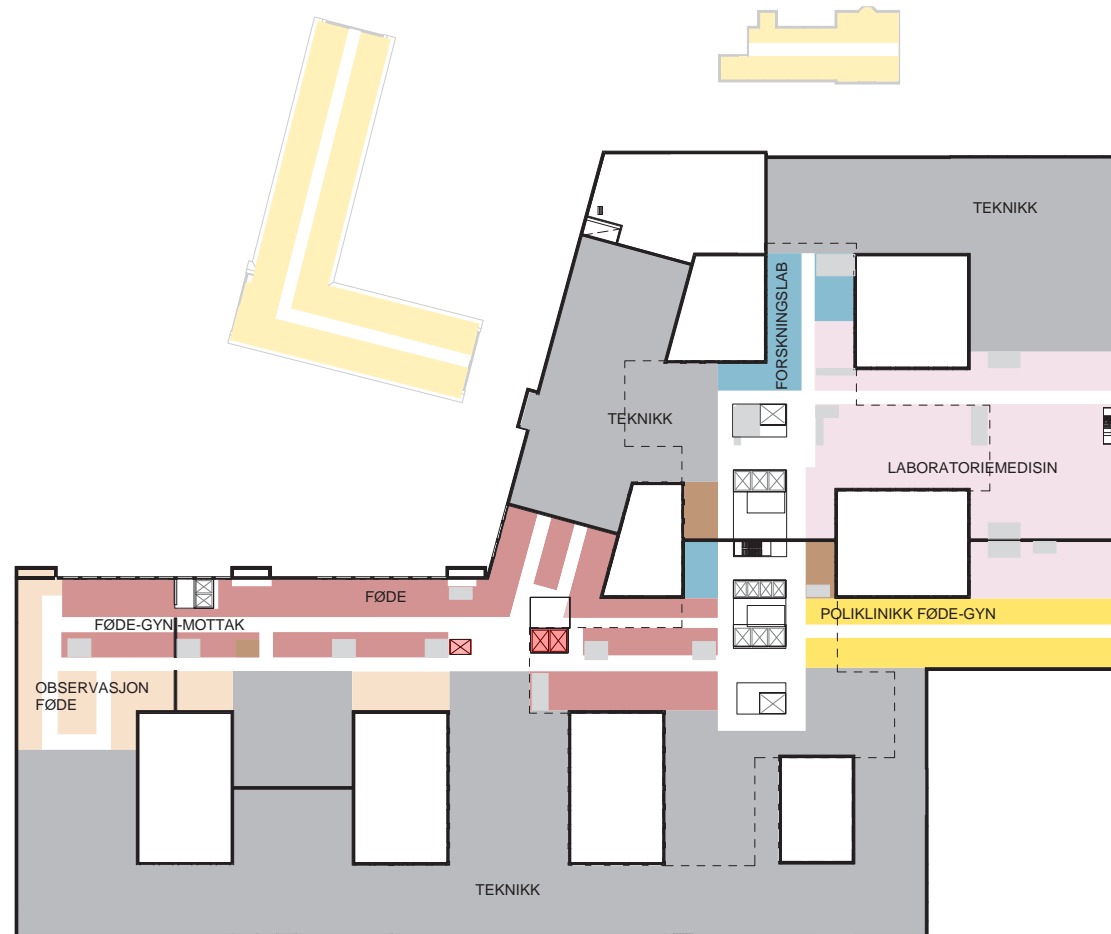 TEKNIKK
FORSKNINGSLAB
TEKNIKK
LABORATORIEMEDISIN
FØDE
POLIKLINIKK FØDE-GYN
FØDE-GYN -MOTTAK
OBSERVASJON
FØDE
TEKNIKK